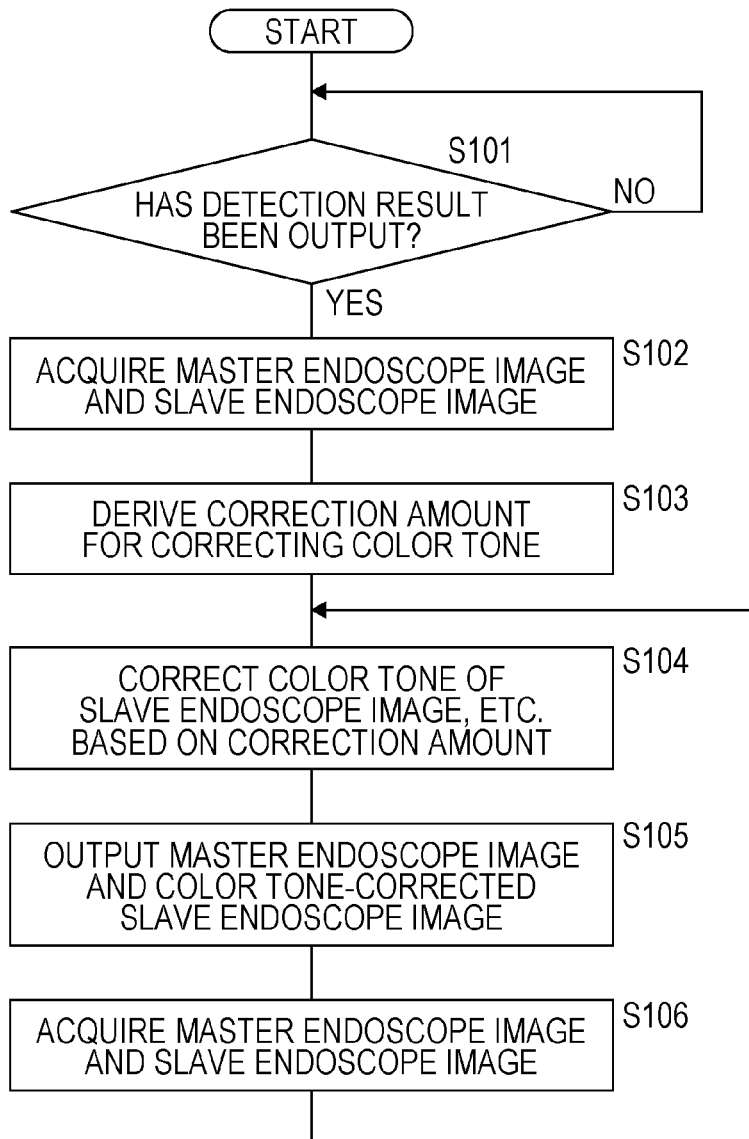 START
S101
HAS DETECTION RESULT
BEEN OUTPUT?
NO
YES
S102
ACQUIRE MASTER ENDOSCOPE IMAGE
AND SLAVE ENDOSCOPE IMAGE
S103
DERIVE CORRECTION AMOUNT
FOR CORRECTING COLOR TONE
S104
CORRECT COLOR TONE OF
SLAVE ENDOSCOPE IMAGE, ETC.
BASED ON CORRECTION AMOUNT
S105
OUTPUT MASTER ENDOSCOPE IMAGE
AND COLOR TONE-CORRECTED
SLAVE ENDOSCOPE IMAGE
S106
ACQUIRE MASTER ENDOSCOPE IMAGE
AND SLAVE ENDOSCOPE IMAGE